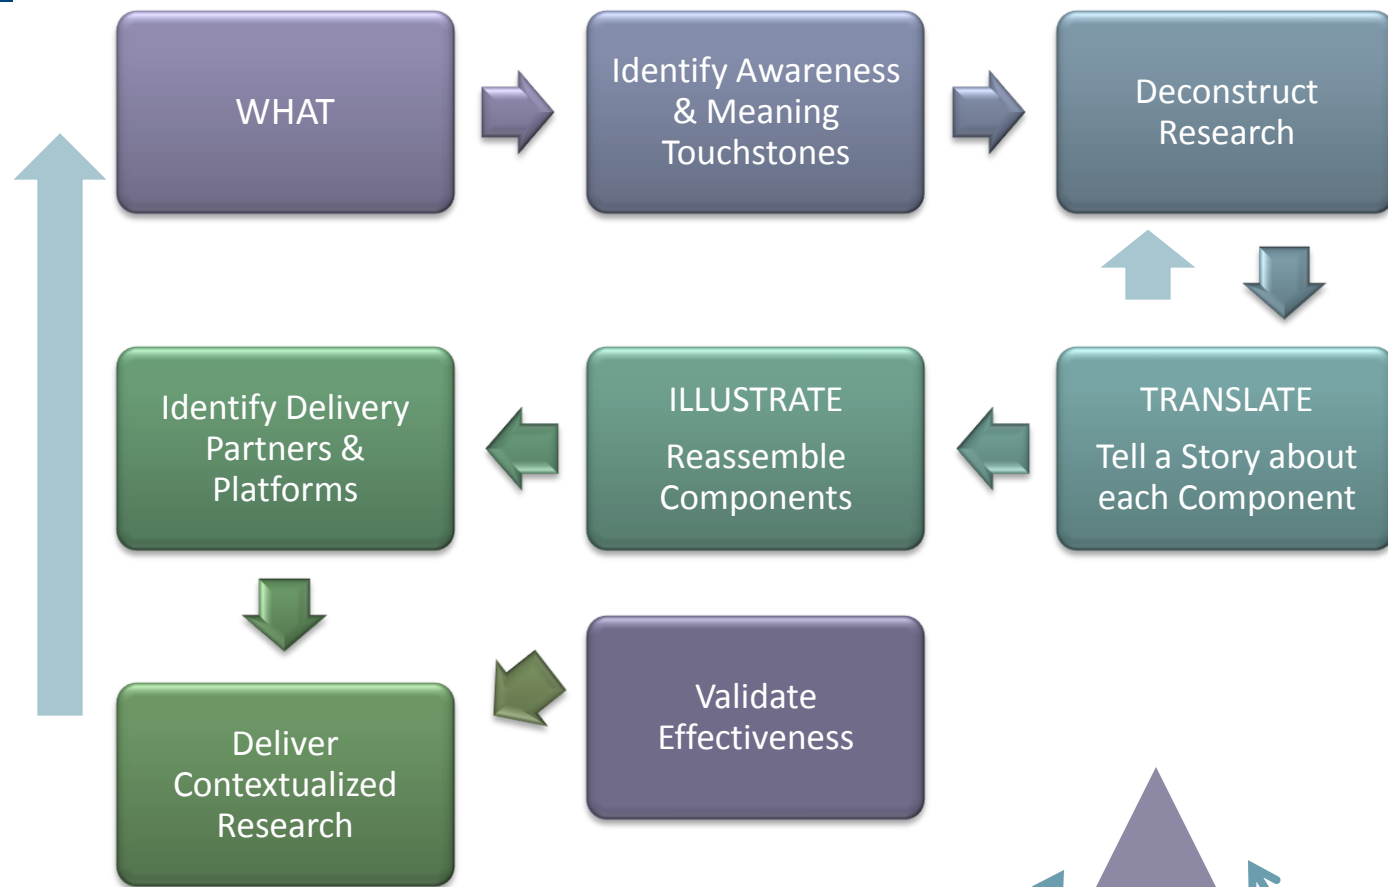 WHAT
Identify Awareness
& Meaning
Touchstones
Deconstruct
Research
Identify Delivery
Partners &
Platforms
ILLUSTRATE
Reassemble
Components
TRANSLATE
Tell a Story about
each Component
Deliver
Contextualized
Research
Validate
Effectiveness